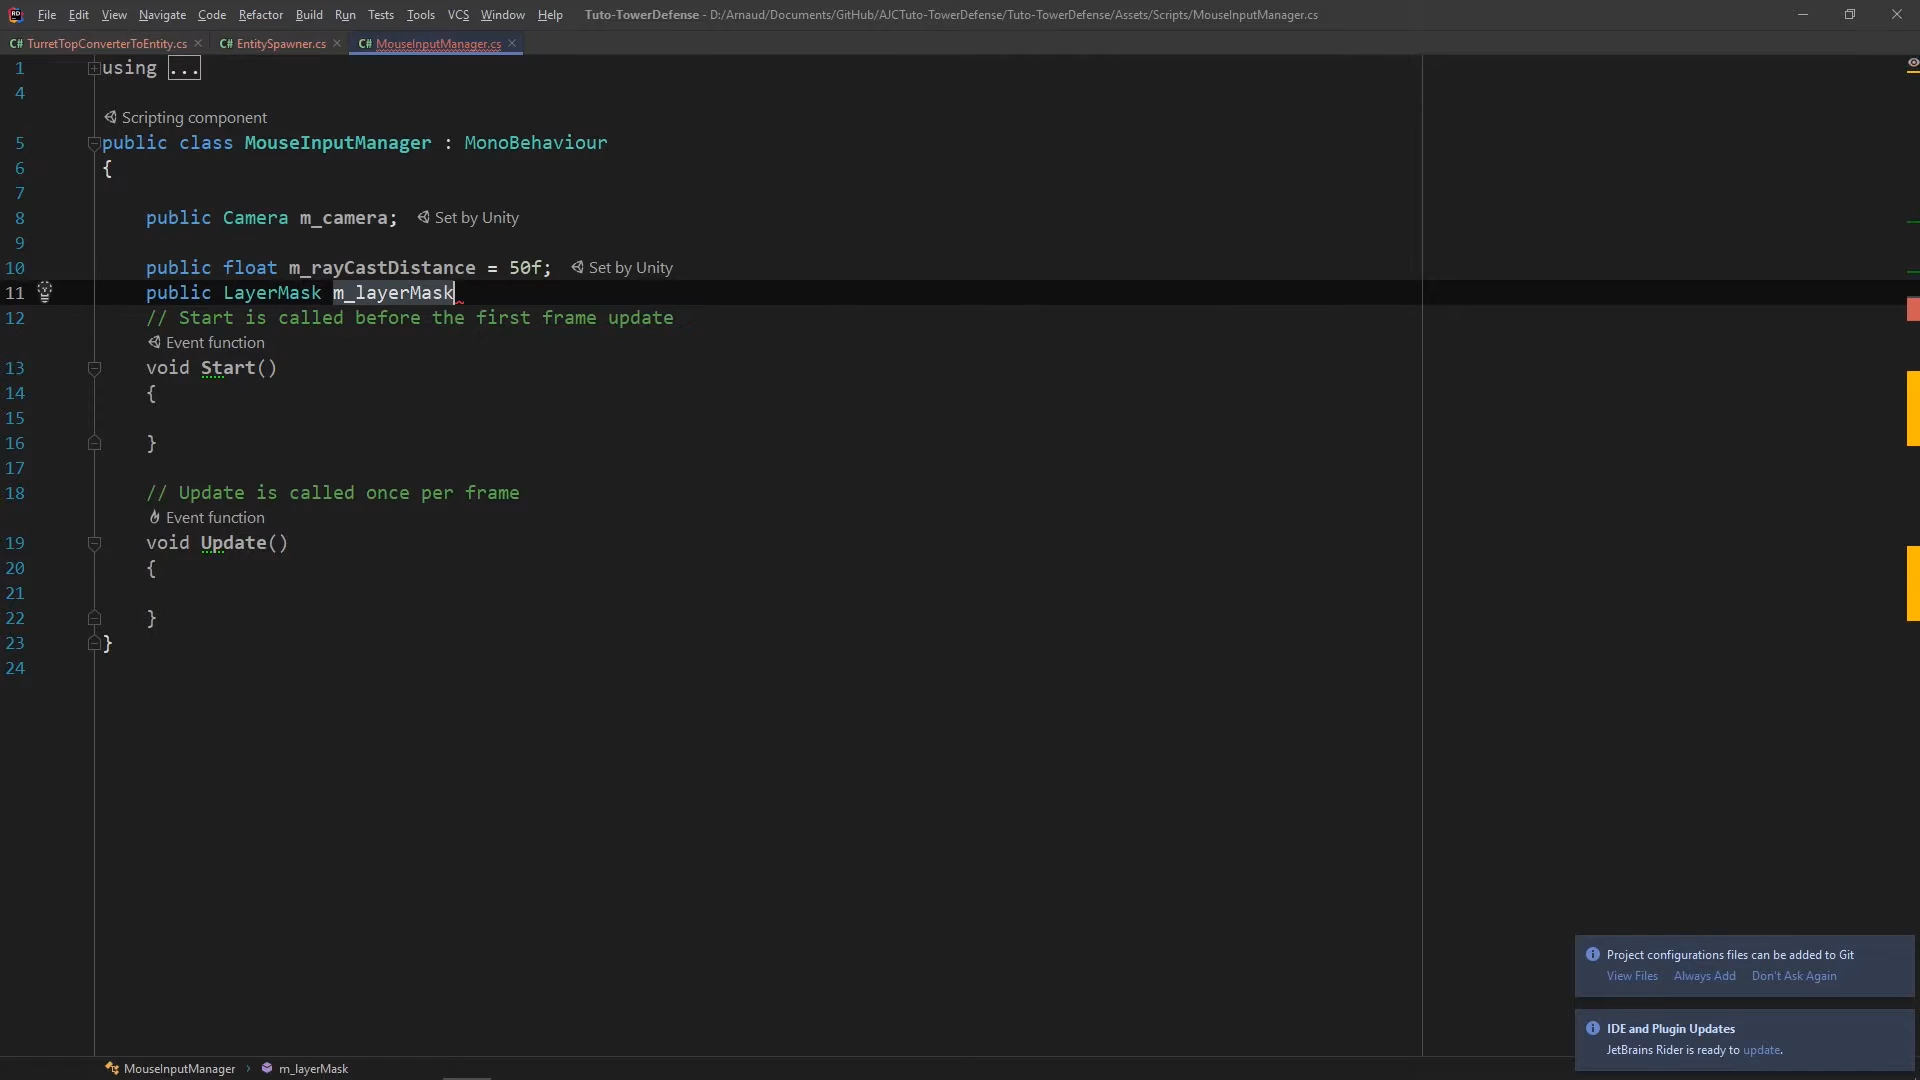 File Edit View Navigate Code Refactor Build Run Tests Tools VCS Window Help Tuto-TowerDefense - D:/Arnaud/Documents/GitHub/AJCTuto-TowerDefense/Tuto-TowerDefense/Assets/Scripts/MouseInputManager.cs
C# TurretTopConverterToEntity.cs C# EntitySpawner.cs C# MouseInputManager.cs
1 using ...
4
Scripting component
5 public class MouseInputManager : MonoBehaviour
6 {
7
8 public Camera m_camera; Set by Unity
9
10 public float m_rayCastDistance = 50f; Set by Unity
11 public LayerMask m_layerMask
12 // Start is called before the first frame update
Event function
13 void Start()
14 {
15
16 }
17
18 // Update is called once per frame
Event function
19 void Update()
20 {
21
22 }
23 }
24
Project configurations files can be added to Git
View Files Always Add Don't Ask Again
IDE and Plugin Updates
JetBrains Rider is ready to update.
MouseInputManager › m_layerMask